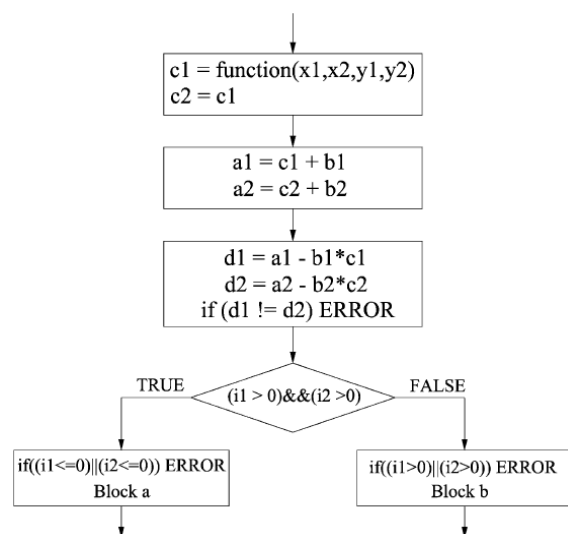 c1 = function(x1,x2,y1,y2)
c2 = c1
a1 = c1 + b1
a2 = c2 + b2
d1 = a1 - b1*c1
d2 = a2 - b2*c2
if (d1 != d2) ERROR
(i1 > 0)&&(i2 >0)
TRUE
FALSE
if((i1<=0)||(i2<=0)) ERROR
Block a
if((i1>0)||(i2>0)) ERROR
Block b